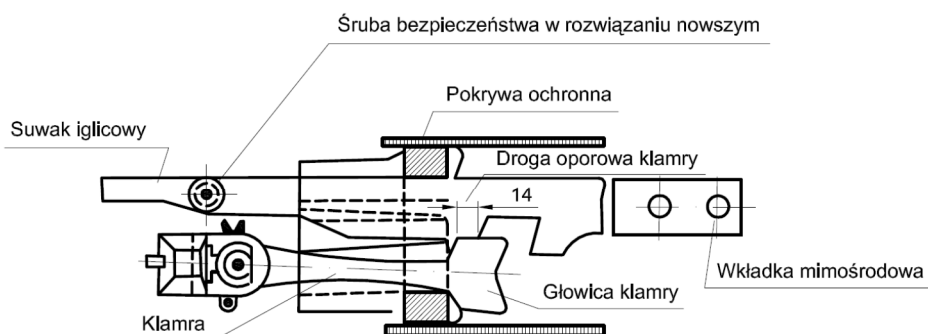 Śruba bezpieczeństwa w rozwiązaniu nowszym
Pokrywa ochronna
Suwak iglicowy
Droga oporowa klamry
14
Wkładka mimośrodowa
Głowica klamry
Klamra